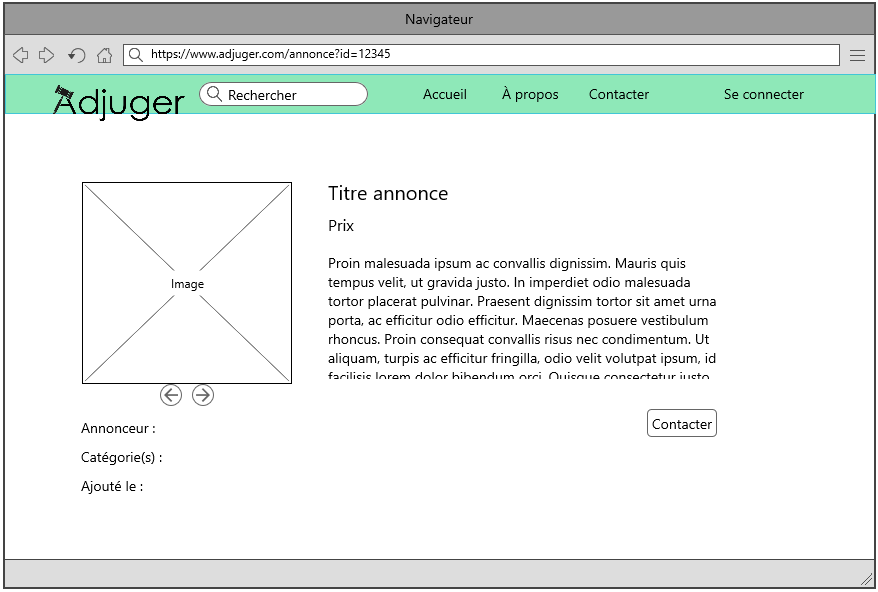 Navigateur
https://www.adjuger.com/annonce?id=12345
Adjuger
Rechercher
Accueil
À propos
Contacter
Se connecter
Titre annonce
Prix
Image
Proin malesuada ipsum ac convallis dignissim. Mauris quis
tempus velit, ut gravida justo. In imperdiet odio malesuada
tortor placerat pulvinar. Praesent dignissim tortor sit amet urna
porta, ac efficitur odio efficitur. Maecenas posuere vestibulum
rhoncus. Proin consequat convallis risus nec condimentum. Ut
aliquam, turpis ac efficitur fringilla, odio velit volutpat ipsum, id
facilisis lorem dolor bibendum orci. Quisque consectetur justo
Annonceur :
Catégorie(s) :
Ajouté le :
Contacter